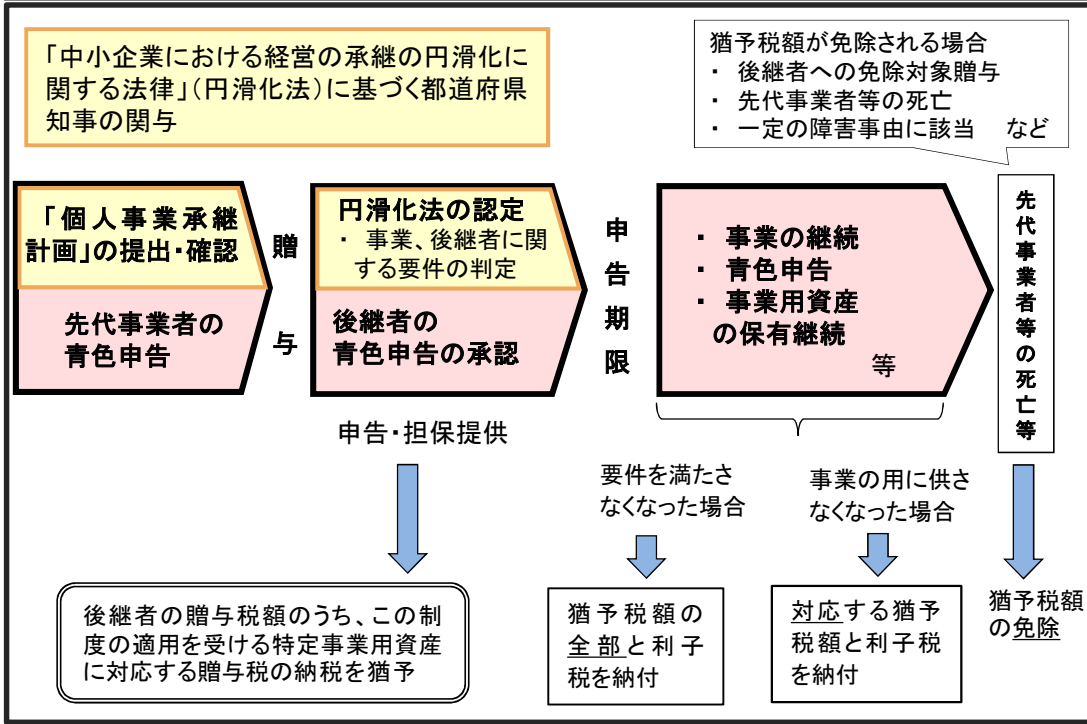 「中小企業における経営の承継の円滑化に
関する法律」(円滑化法)に基づく都道府県
知事の関与
猶予税額が免除される場合
・ 後継者への免除対象贈与
・ 先代事業者等の死亡
・ 一定の障害事由に該当 など
「個人事業承継
計画」の提出・確認
先代事業者の
青色申告
贈与
円滑化法の認定
・ 事業、後継者に関
する要件の判定
後継者の
青色申告の承認
申告期限
・ 事業の継続
・ 青色申告
・ 事業用資産
の保有継続
等
先代事業者等の死亡等
申告・担保提供
要件を満たさ
なくなった場合
事業の用に供さ
なくなった場合
後継者の贈与税額のうち、この制
度の適用を受ける特定事業用資産
に対応する贈与税の納税を猶予
猶予税額の
全部と利子
税を納付
対応する猶予
税額と利子税
を納付
猶予税額
の免除